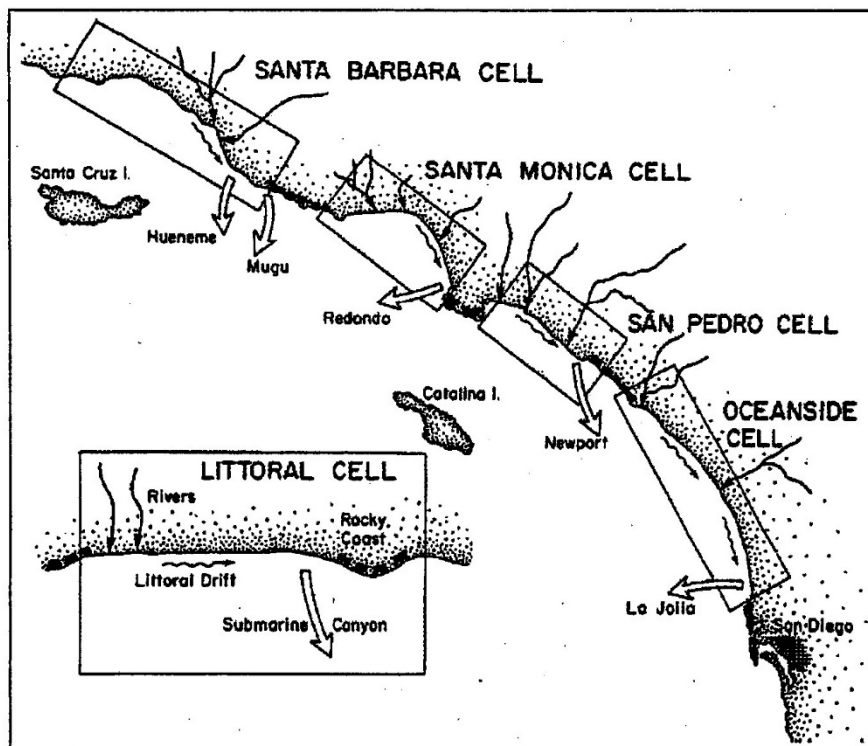 SANTA BARBARA CELL
Santa Cruz I.
SANTA MONICA CELL
Hueneme
Mugu
Redondo
SAN PEDRO CELL
Catalina I.
OCEANSIDE
CELL
Newport
LITTORAL CELL
Rivers
Rocky
Coast
Littoral Drift
Submarine Canyon
La Jolla
San Diego